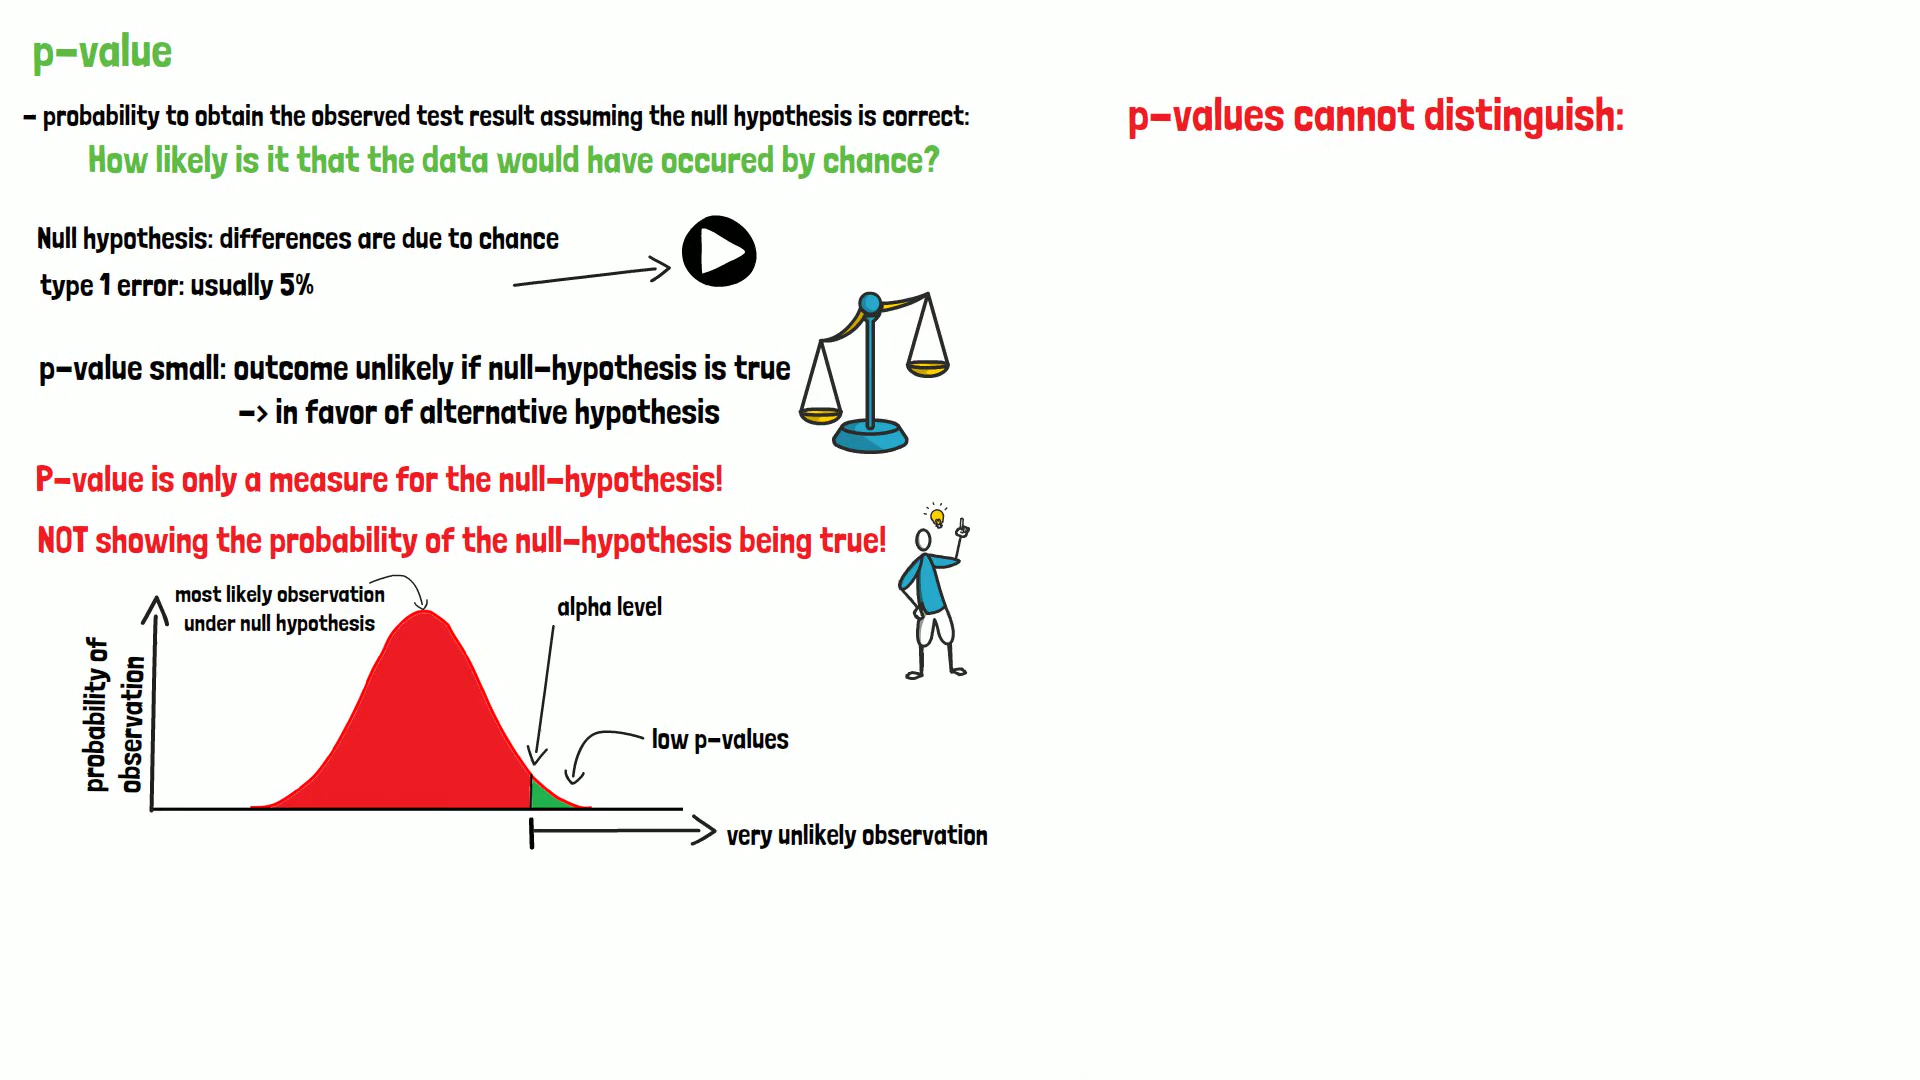 p-value
- probability to obtain the observed test result assuming the null hypothesis is correct:
How likely is it that the data would have occured by chance?
Null hypothesis: differences are due to chance
type 1 error: usually 5%
p-value small: outcome unlikely if null-hypothesis is true
-> in favor of alternative hypothesis
P-value is only a measure for the null-hypothesis!
NOT showing the probability of the null-hypothesis being true!
most likely observation
under null hypothesis
alpha level
probability of
observation
low p-values
very unlikely observation
p-values cannot distinguish: